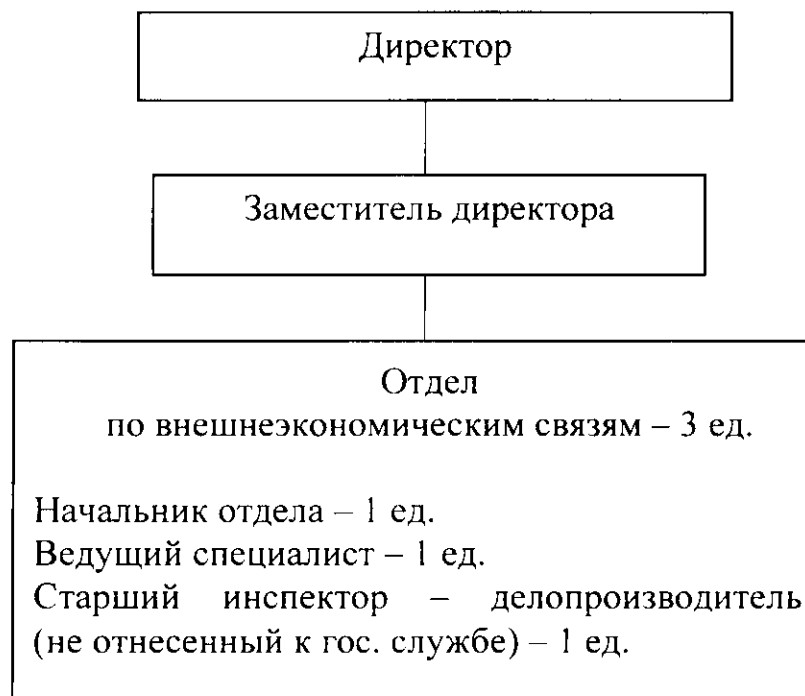 Директор
Заместитель директора
Отдел
по внешнеэкономическим связям – 3 ед.
Начальник отдела – 1 ед.
Ведущий специалист – 1 ед.
Старший инспектор – делопроизводитель
(не отнесенный к гос. службе) – 1 ед.